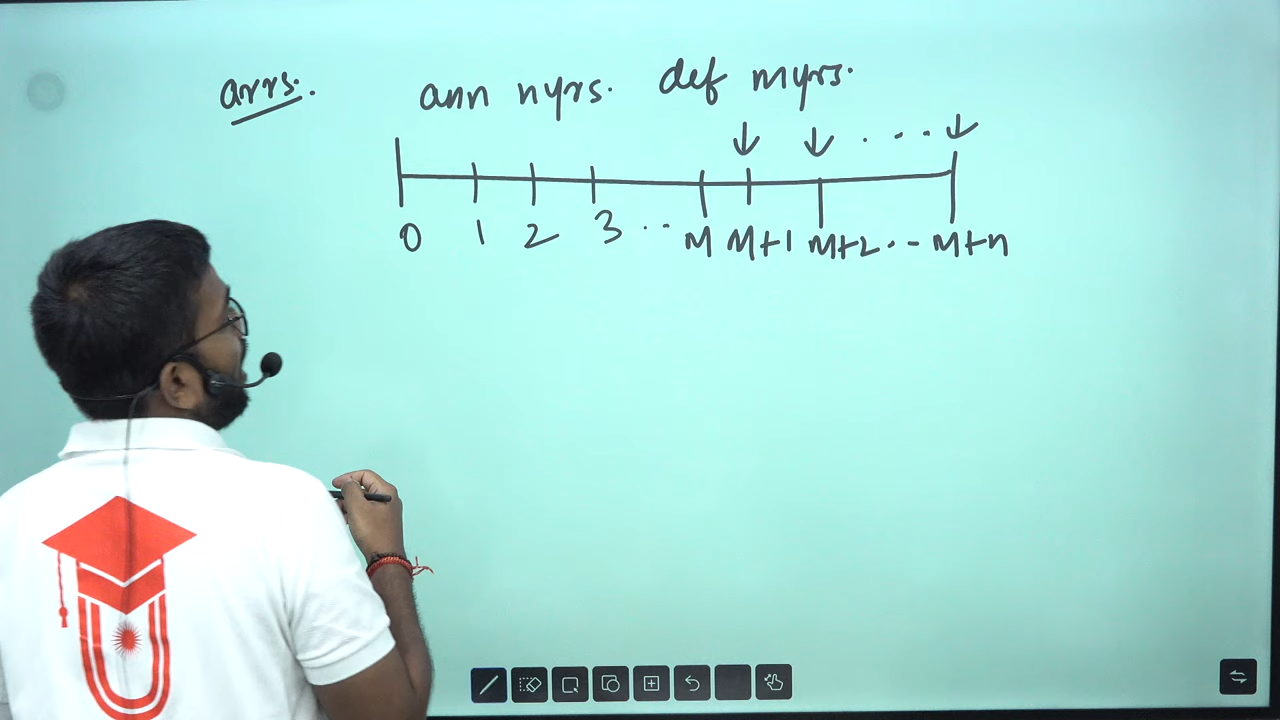 arrs. ann nyrs. def myrs.
0 1 2 3 .. M M+1 M+2 .-- M+n